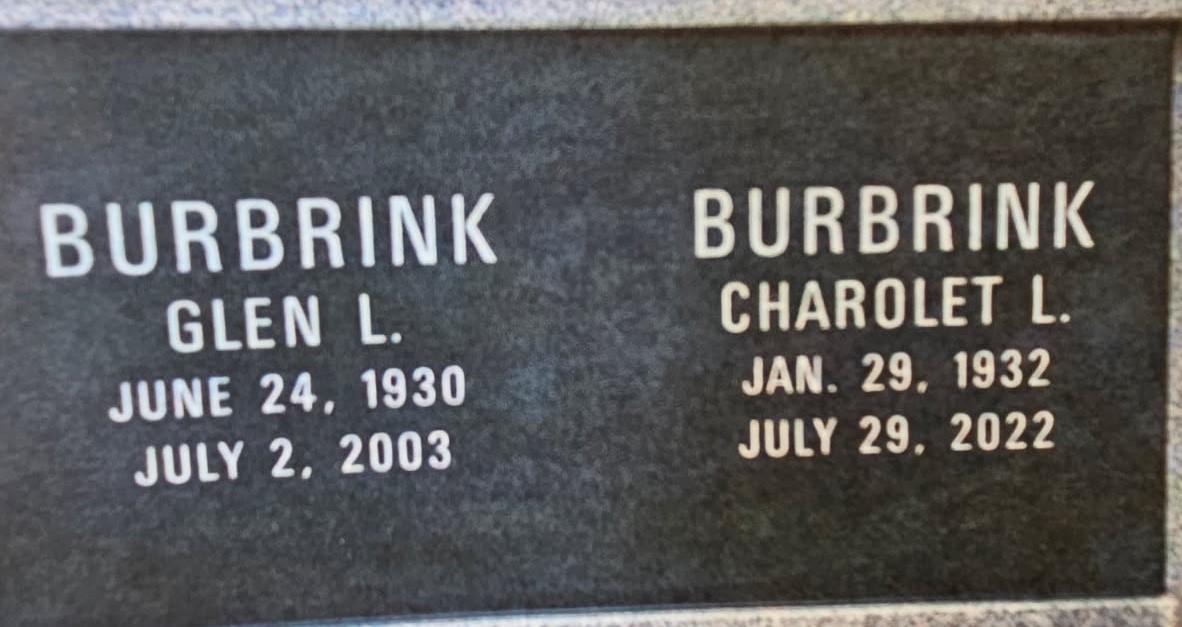 BURBRINK
GLEN L.
JUNE 24, 1930
JULY 2, 2003
BURBRINK
CHAROLET L.
JAN. 29, 1932
JULY 29, 2022